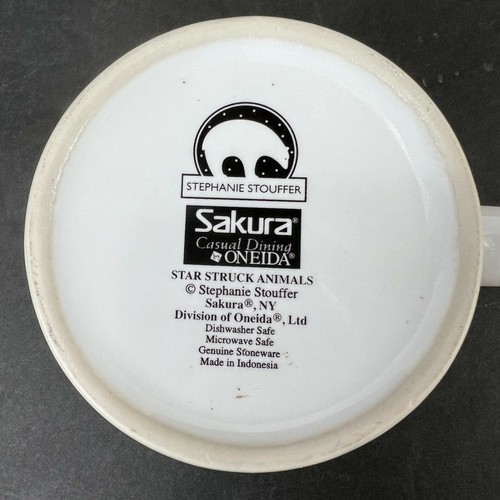 STEPHANIE STOUFFER
Sakura®
Casual Dining
ONEIDA®
STAR STRUCK ANIMALS
© Stephanie Stouffer
Sakura®, NY
Division of Oneida®, Ltd
Dishwasher Safe
Microwave Safe
Genuine Stoneware
Made in Indonesia